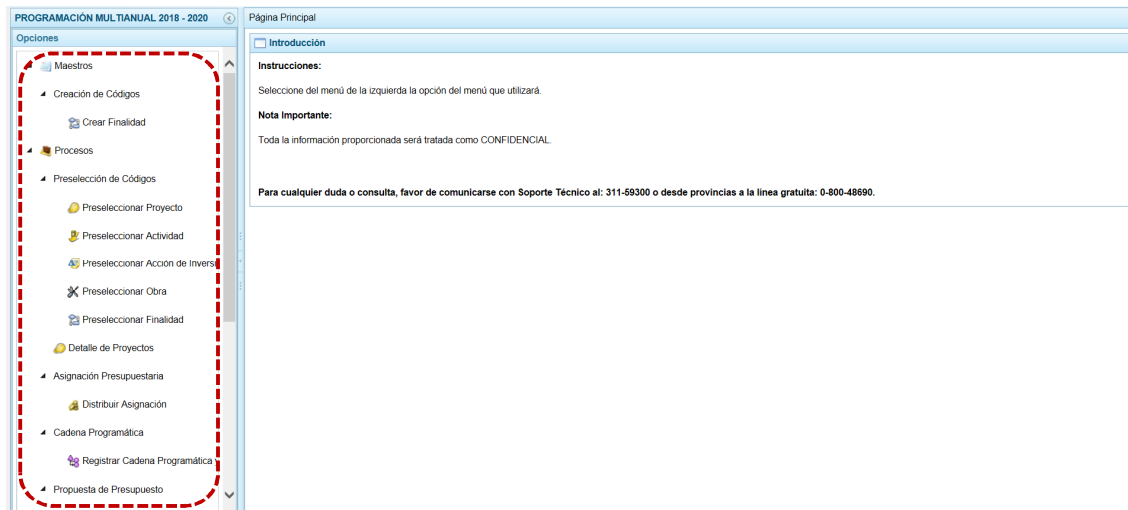 PROGRAMACIÓN MULTIANUAL 2018 - 2020
Opciones
Maestros
Creación de Códigos
Crear Finalidad
Procesos
Preselección de Códigos
Preseleccionar Proyecto
Preseleccionar Actividad
Preseleccionar Acción de Invers
Preseleccionar Obra
Preseleccionar Finalidad
Detalle de Proyectos
Asignación Presupuestaria
Distribuir Asignación
Cadena Programática
Registrar Cadena Programática
Propuesta de Presupuesto
Página Principal
Introducción
Instrucciones:
Seleccione del menú de la izquierda la opción del menú que utilizará.
Nota Importante:
Toda la información proporcionada será tratada como CONFIDENCIAL.
Para cualquier duda o consulta, favor de comunicarse con Soporte Técnico al: 311-59300 o desde provincias a la linea gratuita: 0-800-48690.